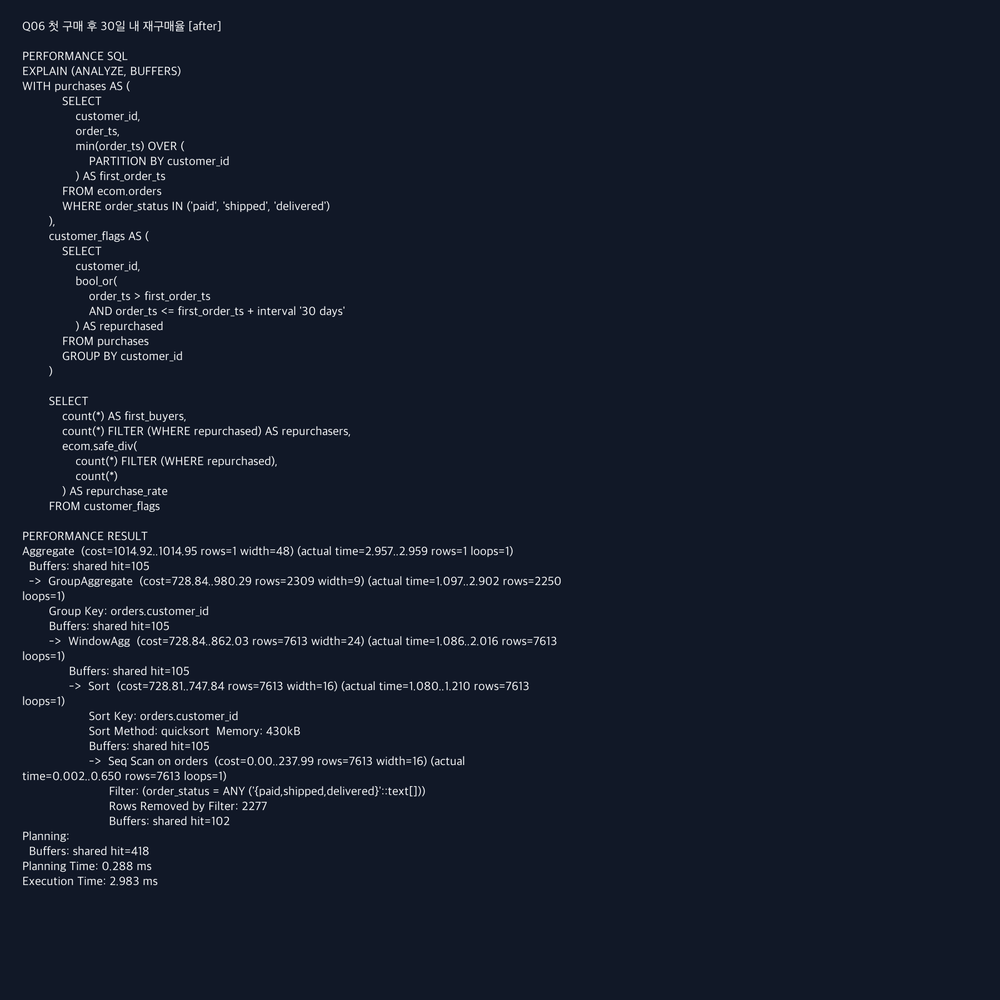 Q06 첫 구매 후 30일 내 재구매율 [after]
PERFORMANCE SQL
EXPLAIN (ANALYZE, BUFFERS)
WITH purchases AS (
SELECT
customer_id,
order_ts,
min(order_ts) OVER (
PARTITION BY customer_id
) AS first_order_ts
FROM ecom.orders
WHERE order_status IN ('paid', 'shipped', 'delivered')
),
customer_flags AS (
SELECT
customer_id,
bool_or(
order_ts > first_order_ts
AND order_ts <= first_order_ts + interval '30 days'
) AS repurchased
FROM purchases
GROUP BY customer_id
)
SELECT
count(*) AS first_buyers,
count(*) FILTER (WHERE repurchased) AS repurchasers,
ecom.safe_div(
count(*) FILTER (WHERE repurchased),
count(*)
) AS repurchase_rate
FROM customer_flags
PERFORMANCE RESULT
Aggregate  (cost=1014.92..1014.95 rows=1 width=48) (actual time=2.957..2.959 rows=1 loops=1)
Buffers: shared hit=105
->  GroupAggregate  (cost=728.84..980.29 rows=2309 width=9) (actual time=1.097..2.902 rows=2250
loops=1)
Group Key: orders.customer_id
Buffers: shared hit=105
->  WindowAgg  (cost=728.84..862.03 rows=7613 width=24) (actual time=1.086..2.016 rows=7613
loops=1)
Buffers: shared hit=105
->  Sort  (cost=728.81..747.84 rows=7613 width=16) (actual time=1.080..1.210 rows=7613
loops=1)
Sort Key: orders.customer_id
Sort Method: quicksort  Memory: 430kB
Buffers: shared hit=105
->  Seq Scan on orders  (cost=0.00..237.99 rows=7613 width=16) (actual
time=0.002..0.650 rows=7613 loops=1)
Filter: (order_status = ANY ('{paid,shipped,delivered}'::text[]))
Rows Removed by Filter: 2277
Buffers: shared hit=102
Planning:
Buffers: shared hit=418
Planning Time: 0.288 ms
Execution Time: 2.983 ms